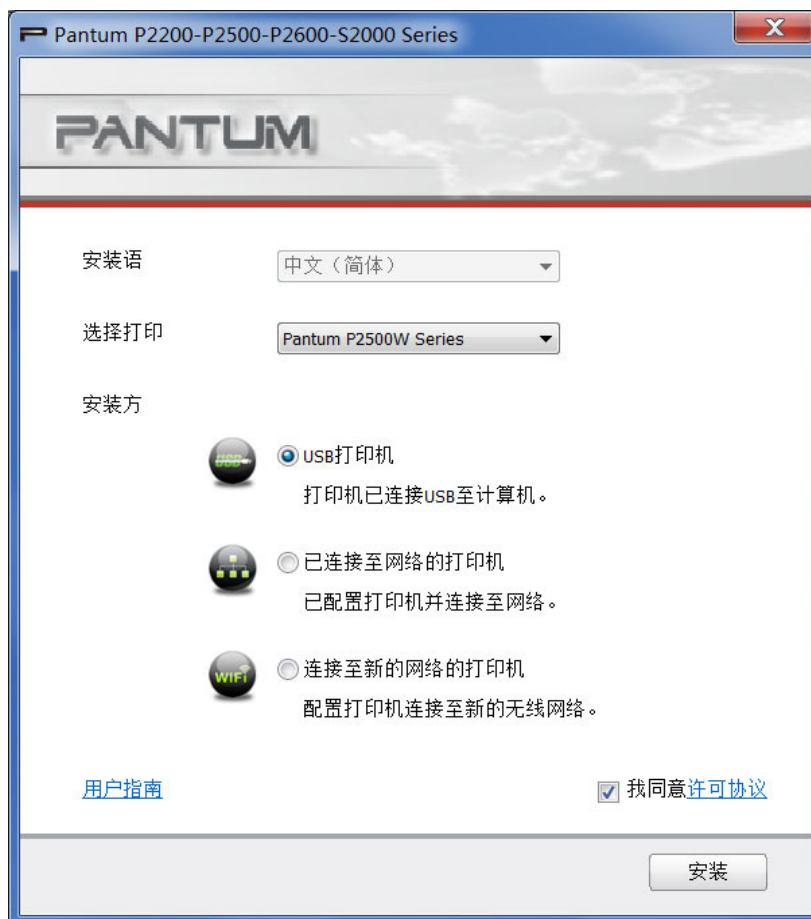 Pantum P2200-P2500-P2600-S2000 Series
PANTUM
安装语
中文（简体）
选择打印
Pantum P2500W Series
安装方
USB
USB打印机
打印机已连接USB至计算机。
已连接至网络的打印机
已配置打印机并连接至网络。
WiFi
连接至新的网络的打印机
配置打印机连接至新的无线网络。
用户指南
我同意许可协议
安装